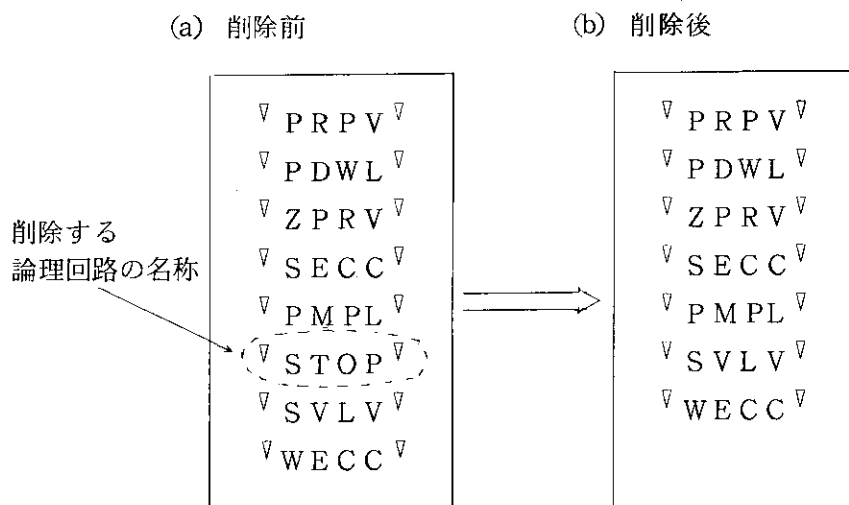 (a) 削除前
▽PRPV▽
▽PDWL▽
▽ZPRV▽
▽SECC▽
▽PMPL▽
▽STOP▽
▽SVLV▽
▽WECC▽
削除する
論理回路の名称
(b) 削除後
▽PRPV▽
▽PDWL▽
▽ZPRV▽
▽SECC▽
▽PMPL▽
▽SVLV▽
▽WECC▽